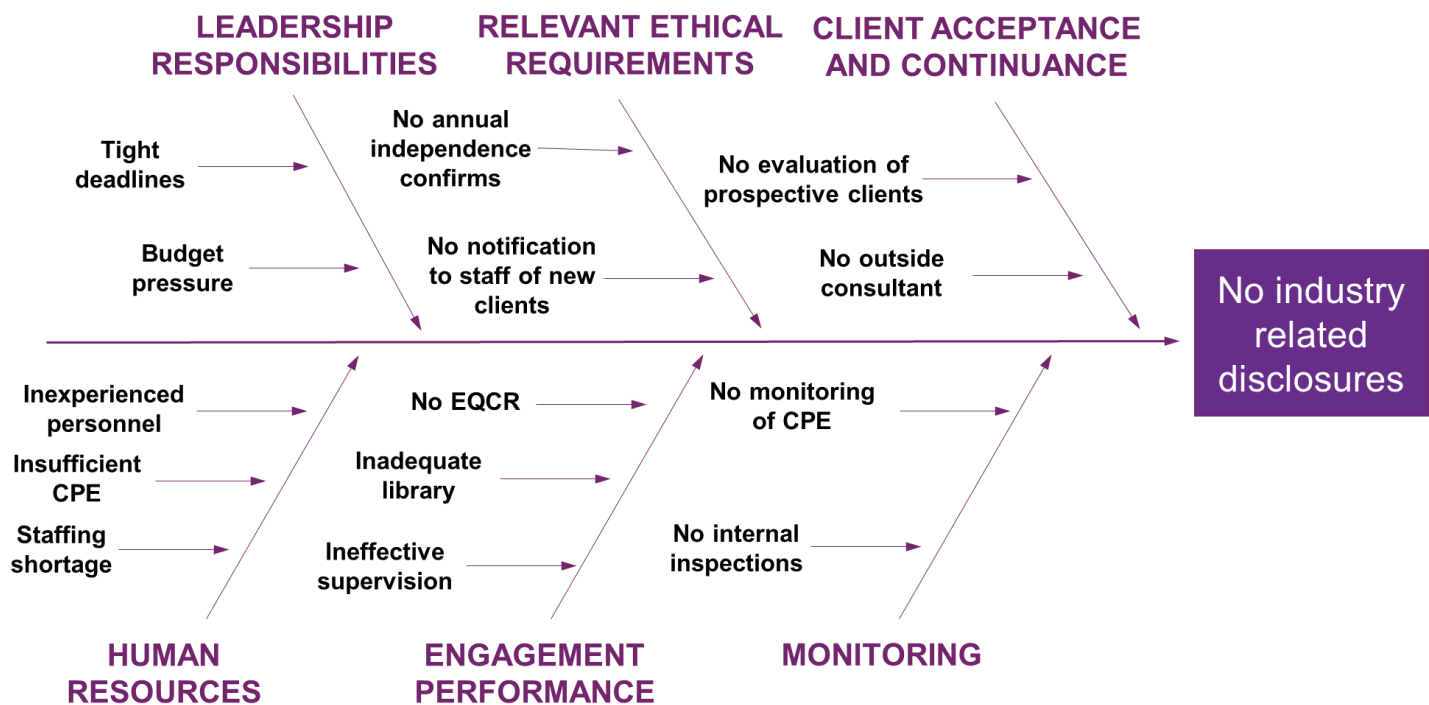 LEADERSHIP
RESPONSIBILITIES
RELEVANT ETHICAL
REQUIREMENTS
CLIENT ACCEPTANCE
AND CONTINUANCE
Tight
deadlines
Budget
pressure
No annual
independence
confirms
No notification
to staff of new
clients
No evaluation of
prospective clients
No outside
consultant
No industry
related
disclosures
Inexperienced
personnel
Insufficient
CPE
Staffing
shortage
No EQCR
Inadequate
library
Ineffective
supervision
No monitoring
of CPE
No internal
inspections
HUMAN
RESOURCES
ENGAGEMENT
PERFORMANCE
MONITORING